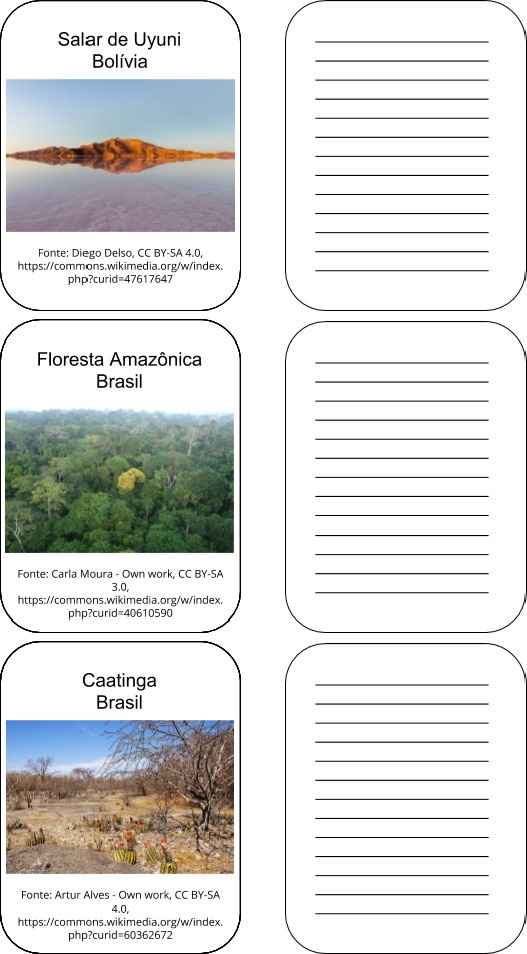 Salar de Uyuni
Bolívia
Fonte: Diego Delso, CC BY-SA 4.0,
https://commons.wikimedia.org/w/index.
php?curid=47617647
Floresta Amazônica
Brasil
Fonte: Carla Moura - Own work, CC BY-SA
3.0,
https://commons.wikimedia.org/w/index.
php?curid=40610590
Caatinga
Brasil
Fonte: Artur Alves - Own work, CC BY-SA
4.0,
https://commons.wikimedia.org/w/index.
php?curid=60362672